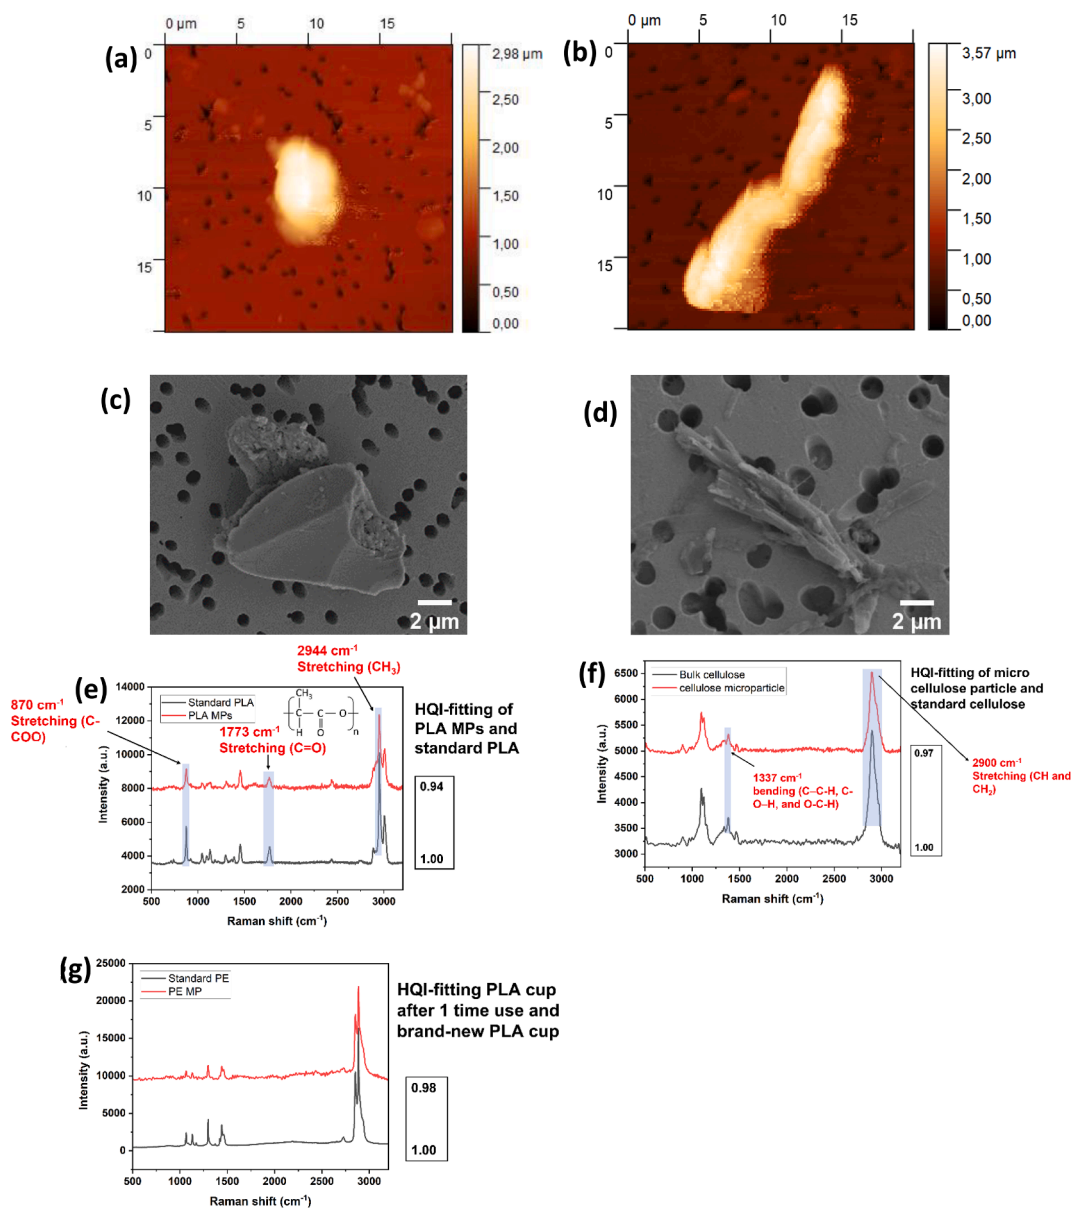 (a)
0 µm 5 10 15
0
5
10
15
2,98 µm
2,50
2,00
1,50
1,00
0,50
0,00
(b)
0 µm 5 10 15
0
5
10
15
3,57 µm
3,00
2,50
2,00
1,50
1,00
0,50
0,00
(c)
2 µm
(d)
2 µm
(e)
2944 cm-1
Stretching (CH3)
870 cm-1
Stretching (C-
COO)
1773 cm-1
Stretching (C=O)
Standard PLA
PLA MPs
CH3
C C O
H O n
14000
12000
10000
8000
6000
4000
2000
Intensity (a.u.)
500 1000 1500 2000 2500 3000
Raman shift (cm-1)
HQI-fitting of
PLA MPs and
standard PLA
0.94
1.00
(f)
Bulk cellulose
cellulose microparticle
6500
6000
5500
5000
4500
4000
3500
3000
Intensity (a.u.)
500 1000 1500 2000 2500 3000
Raman shift (cm-1)
1337 cm-1
bending (C–C-H, C-
O–H, and O-C-H)
HQI-fitting of micro
cellulose particle and
standard cellulose
0.97
1.00
2900 cm-1
Stretching (CH and
CH2)
(g)
Standard PE
PE MP
25000
20000
15000
10000
5000
0
Intensity (a.u.)
500 1000 1500 2000 2500 3000
Raman shift (cm-1)
HQI-fitting PLA cup
after 1 time use and
brand-new PLA cup
0.98
1.00